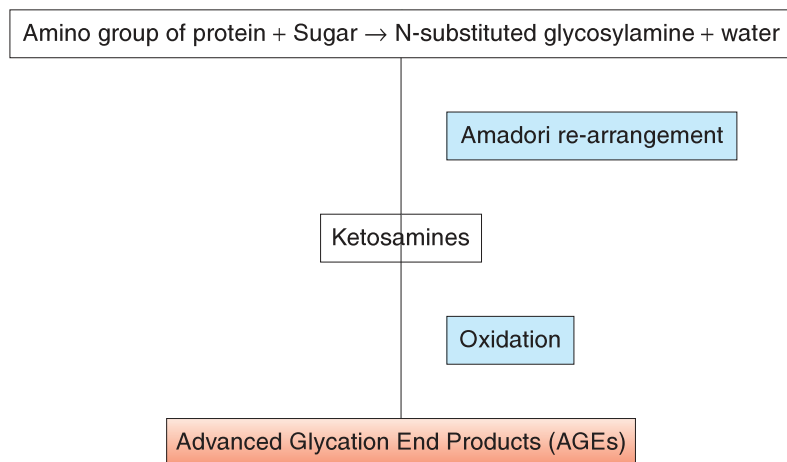 Amino group of protein + Sugar → N-substituted glycosylamine + water
Amadori re-arrangement
Ketosamines
Oxidation
Advanced Glycation End Products (AGEs)